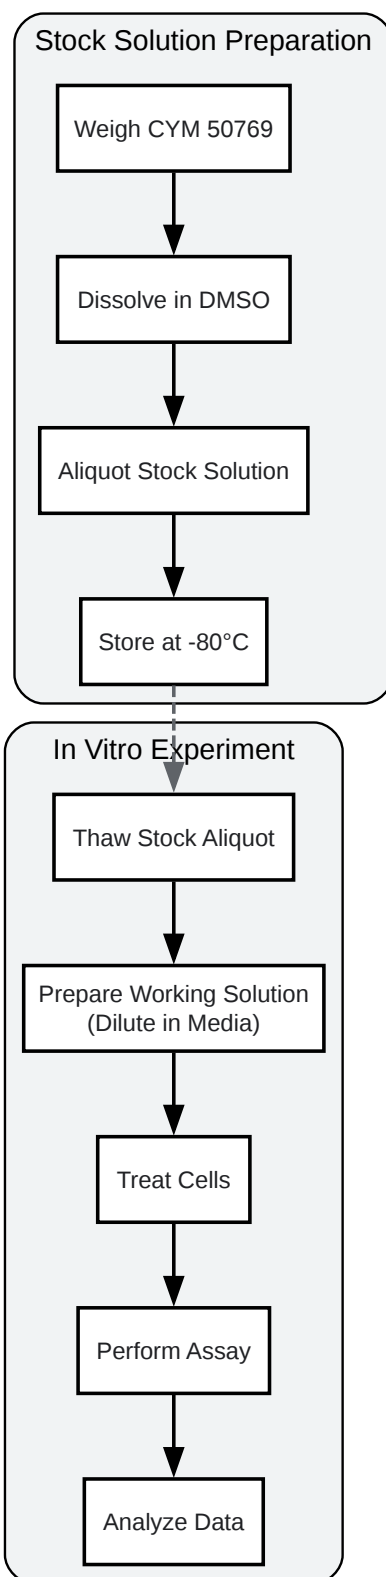 Stock Solution Preparation
Weigh CYM 50769
Dissolve in DMSO
Aliquot Stock Solution
Store at -80°C
In Vitro Experiment
Thaw Stock Aliquot
Prepare Working Solution
(Dilute in Media)
Treat Cells
Perform Assay
Analyze Data